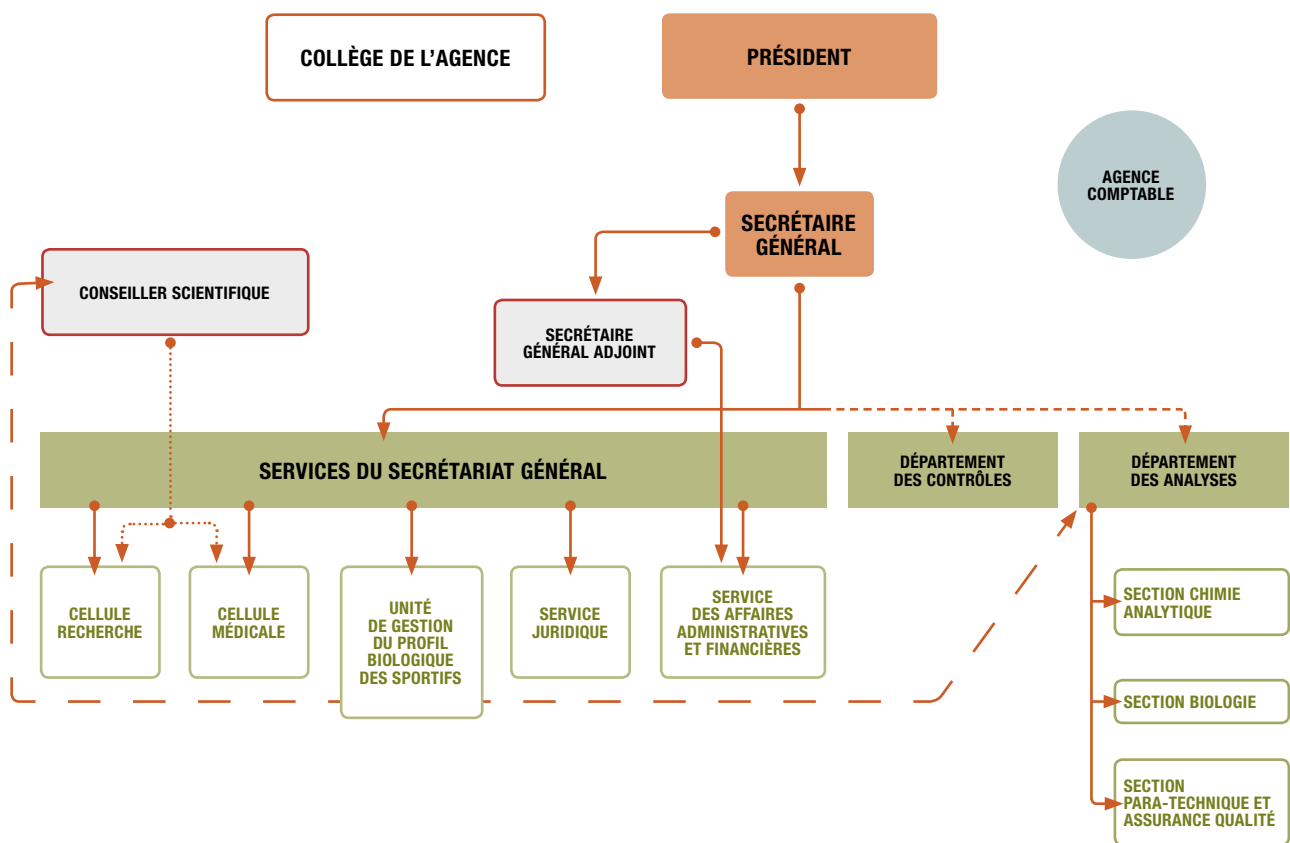 COLLÈGE DE L’AGENCE
PRÉSIDENT
AGENCE
COMPTABLE
SECRÉTAIRE
GÉNÉRAL
CONSEILLER SCIENTIFIQUE
SECRÉTAIRE
GÉNÉRAL ADJOINT
SERVICES DU SECRÉTARIAT GÉNÉRAL
DÉPARTEMENT
DES CONTRÔLES
DÉPARTEMENT
DES ANALYSES
CELLULE
RECHERCHE
CELLULE
MÉDICALE
UNITÉ
DE GESTION
DU PROFIL
BIOLOGIQUE
DES SPORTIFS
SERVICE
JURIDIQUE
SERVICE
DES AFFAIRES
ADMINISTRATIVES
ET FINANCIÈRES
SECTION CHIMIE
ANALYTIQUE
SECTION BIOLOGIE
SECTION
PARA-TECHNIQUE ET
ASSURANCE QUALITÉ